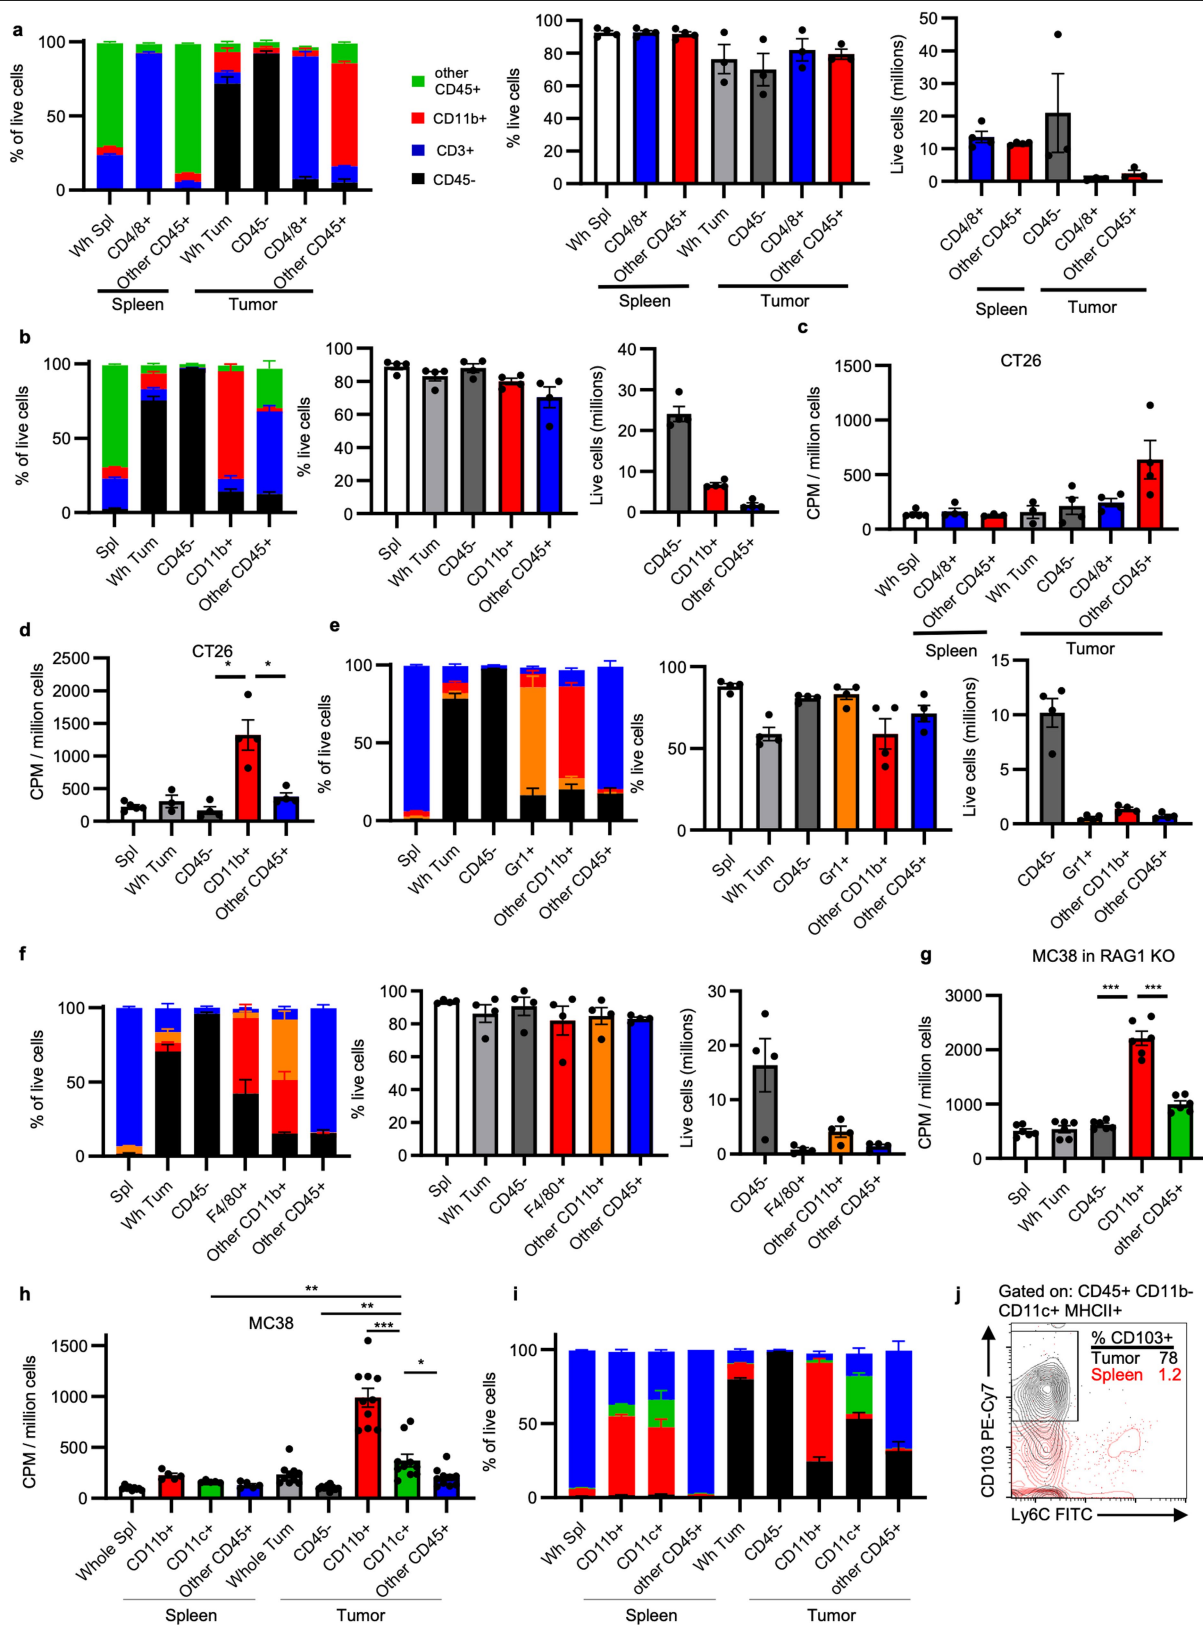 a
% of live cells
100
50
0
Wh Spl
CD4/8+
Other CD45+
Wh Tum
CD45-
CD4/8+
Other CD45+
Spleen
Tumor
other
CD45+
CD11b+
CD3+
CD45-
% live cells
100
80
60
40
20
0
Wh Spl
CD4/8+
Other CD45+
Wh Tum
CD45-
CD4/8+
Other CD45+
Spleen
Tumor
Live cells (millions)
50
40
30
20
10
0
CD4/8+
Other CD45+
CD45-
CD4/8+
Other CD45+
Spleen
Tumor
b
% of live cells
100
50
0
Spl
Wh Tum
CD45-
CD11b+
Other CD45+
% live cells
100
80
60
40
20
0
Spl
Wh Tum
CD45-
CD11b+
Other CD45+
Live cells (millions)
40
30
20
10
0
CD45-
CD11b+
Other CD45+
c
CT26
CPM / million cells
1500
1000
500
0
Wh Spl
CD4/8+
Other CD45+
Wh Tum
CD45-
CD4/8+
Other CD45+
Spleen
Tumor
d
CT26
* *
CPM / million cells
2500
2000
1500
1000
500
0
Spl
Wh Tum
CD45-
CD11b+
Other CD45+
e
% of live cells
100
50
0
Spl
Wh Tum
CD45-
Gr1+
Other CD11b+
Other CD45+
% live cells
100
50
0
Spl
Wh Tum
CD45-
Gr1+
Other CD11b+
Other CD45+
Live cells (millions)
15
10
5
0
CD45-
Gr1+
Other CD11b+
Other CD45+
f
% of live cells
100
50
0
Spl
Wh Tum
CD45-
F4/80+
Other CD11b+
Other CD45+
% live cells
100
80
60
40
20
0
Spl
Wh Tum
CD45-
F4/80+
Other CD11b+
Other CD45+
Live cells (millions)
30
20
10
0
CD45-
F4/80+
Other CD11b+
Other CD45+
g
MC38 in RAG1 KO
*** ***
CPM / million cells
3000
2000
1000
0
Spl
Wh Tum
CD45-
CD11b+
other CD45+
h
MC38
**
**
***
*
CPM / million cells
1500
1000
500
0
Whole Spl
CD11b+
CD11c+
Other CD45+
Whole Tum
CD45-
CD11b+
CD11c+
Other CD45+
Spleen
Tumor
i
% of live cells
100
50
0
Wh Spl
CD11b+
CD11c+
other CD45+
Wh Tum
CD45-
CD11b+
CD11c+
other CD45+
Spleen
Tumor
j
Gated on: CD45+ CD11b-
CD11c+ MHCII+
% CD103+
Tumor 78
Spleen 1.2
CD103 PE-Cy7
Ly6C FITC